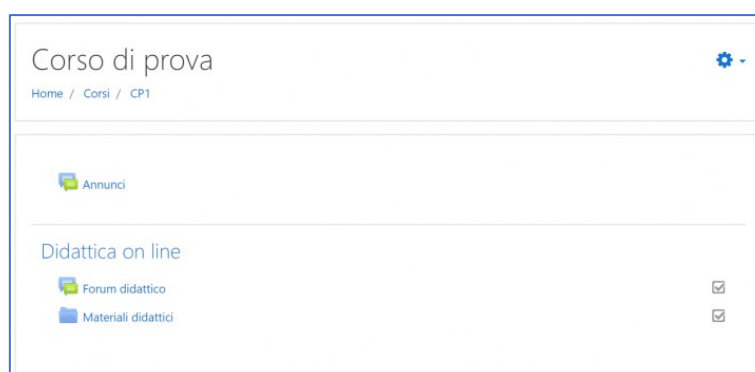 Corso di prova
Home / Corsi / CP1
Annunci
Didattica on line
Forum didattico
Materiali didattici